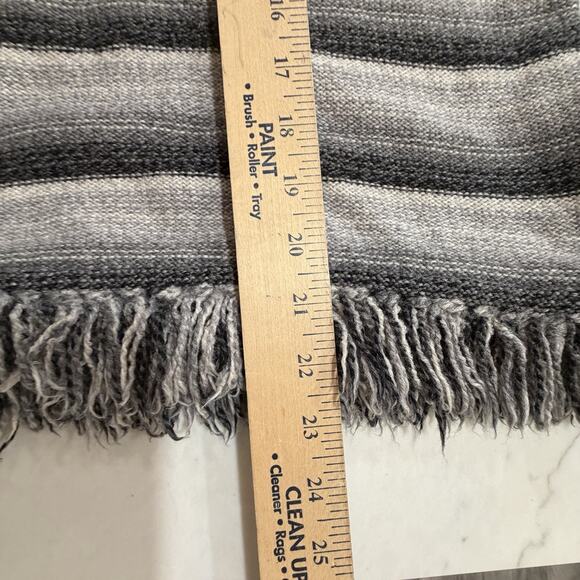 16
17
18
19
20
21
22
23
24
25
PAINT
• Brush • Roller • Tray
CLEAN UP
• Cleaner • Rags •